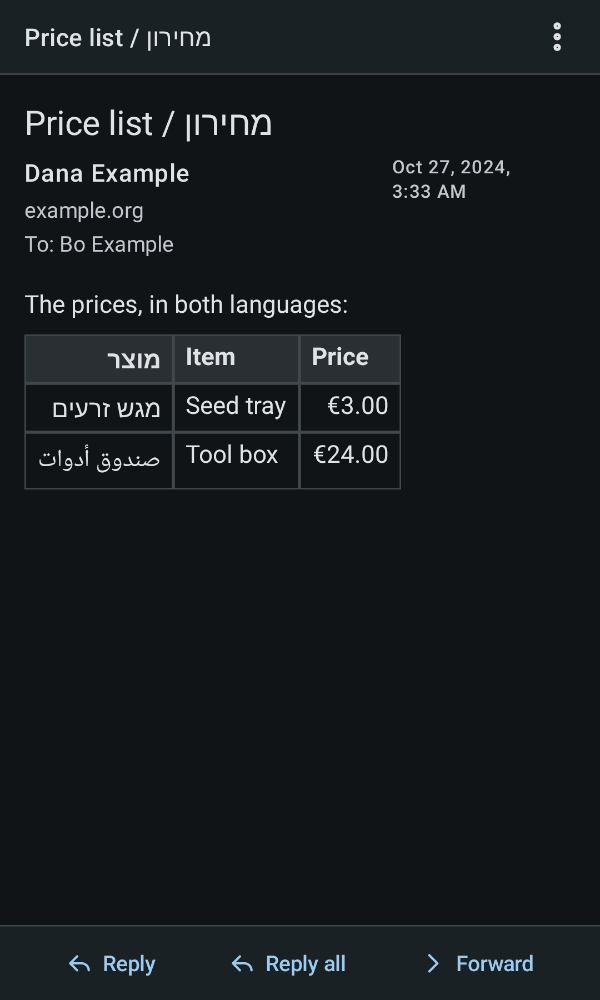 Price list / מחירון
Price list / מחירון
Dana Example
Oct 27, 2024,
3:33 AM
example.org
To: Bo Example
The prices, in both languages:
מוצר Item Price
מגש זרעים Seed tray €3.00
صندوق أدوات Tool box €24.00
Reply Reply all Forward